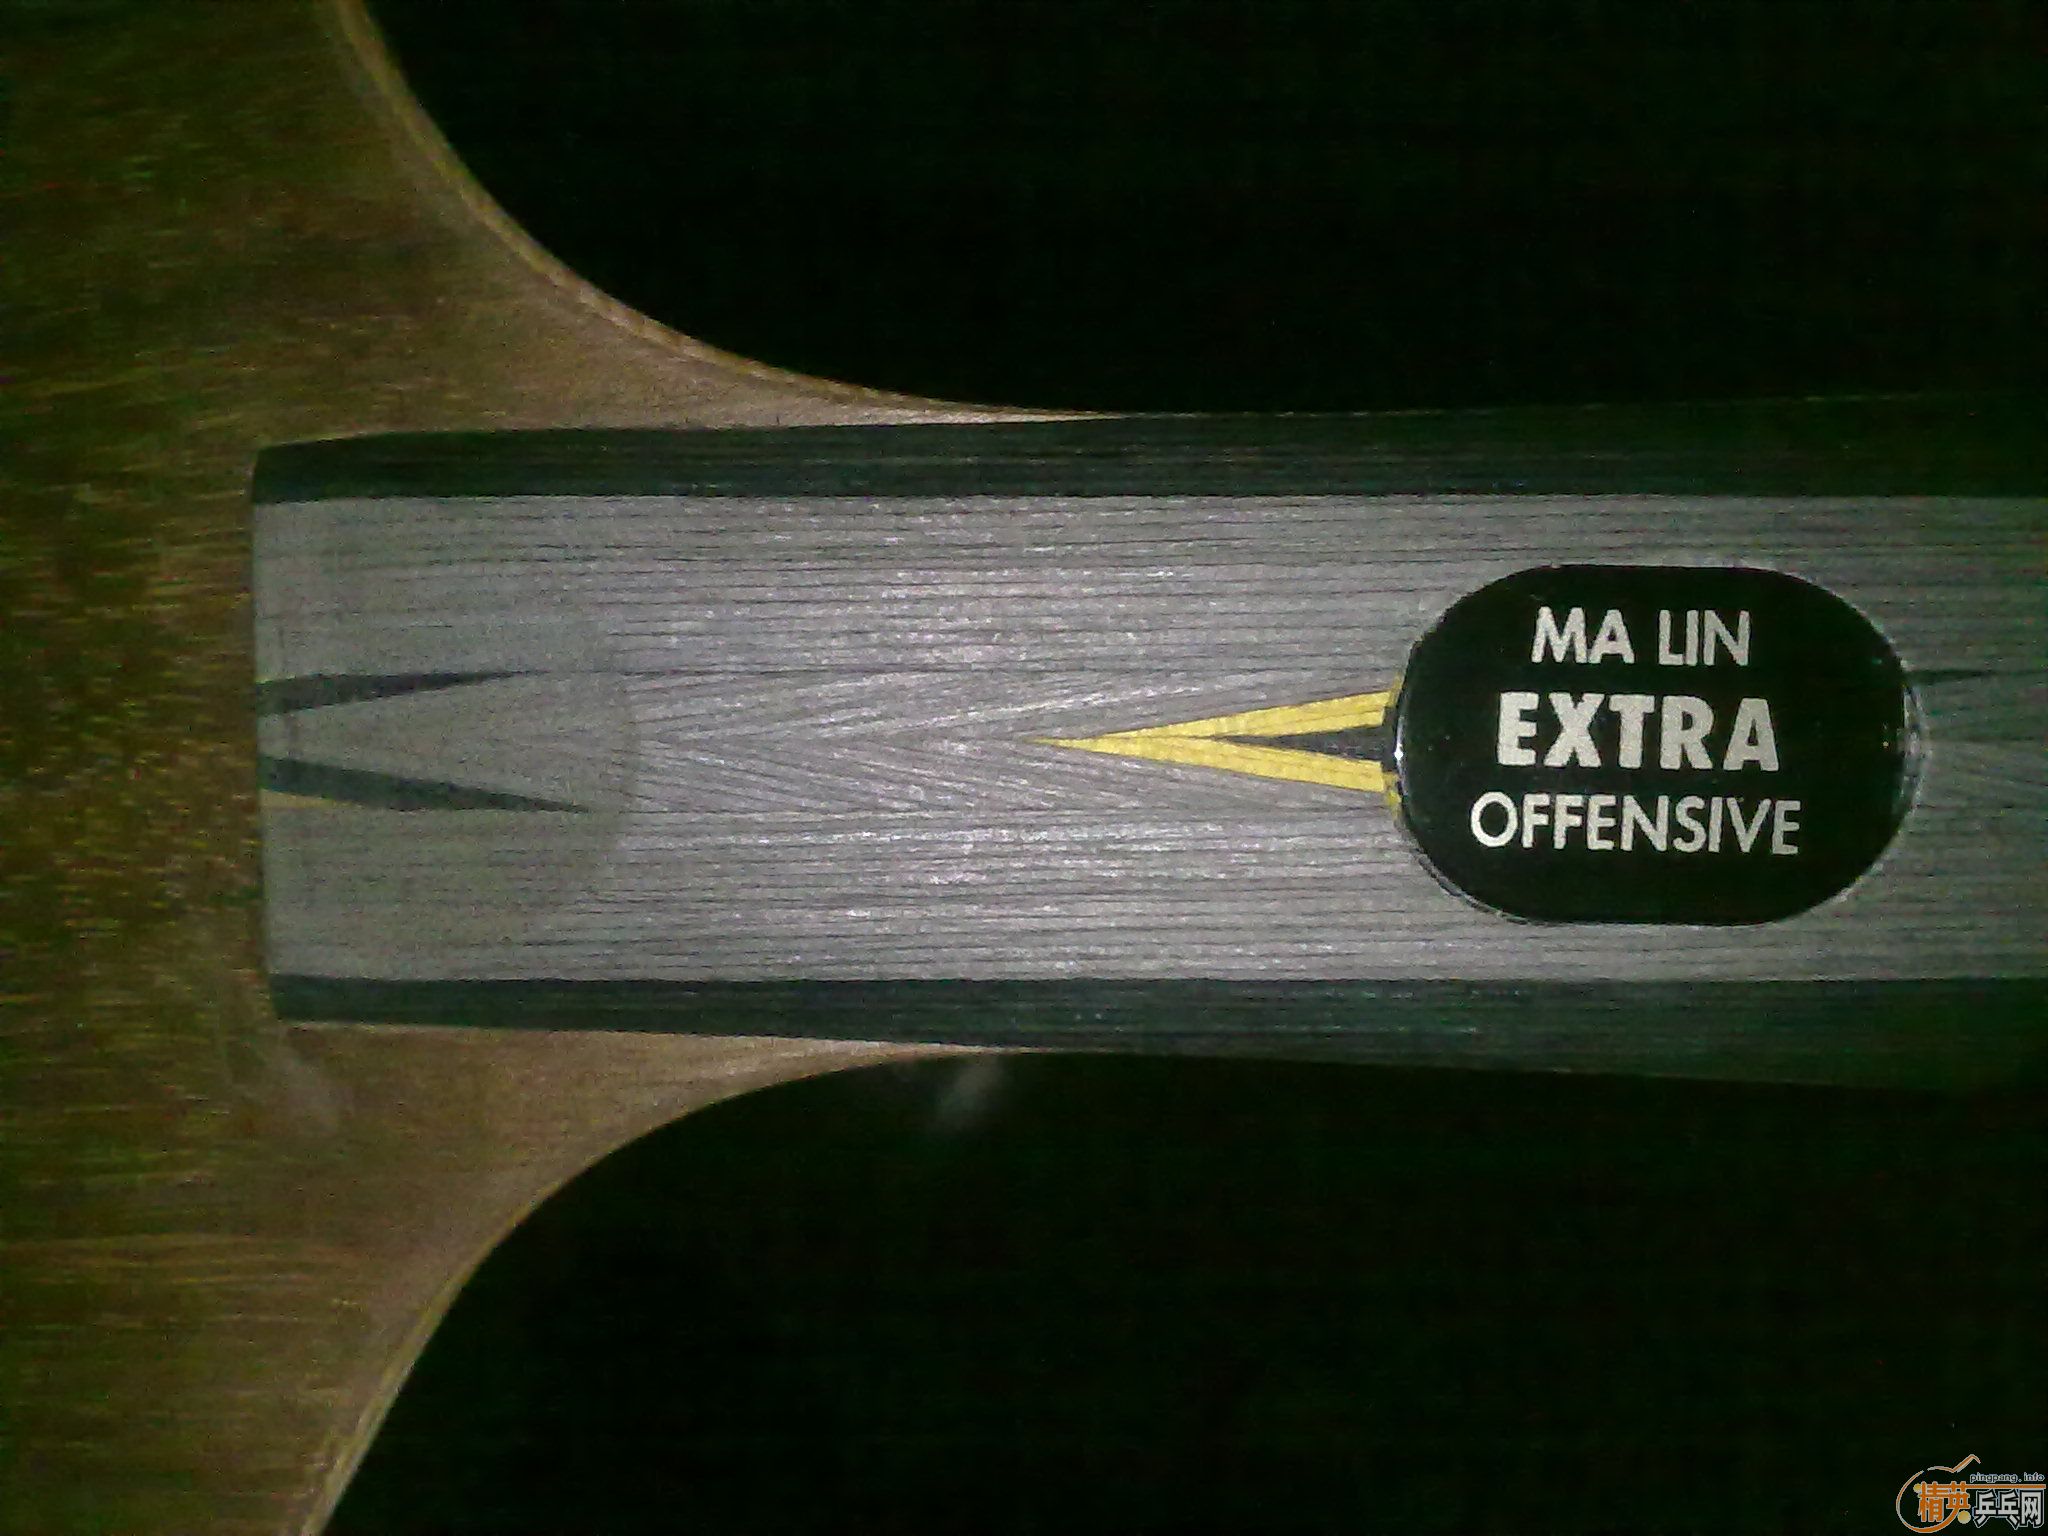 MA LIN
EXTRA
OFFENSIVE
pingpang.info
精英乒乓网